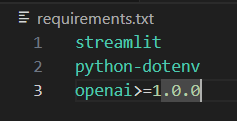 requirements.txt
1 streamlit
2 python-dotenv
3 openai>=1.0.0